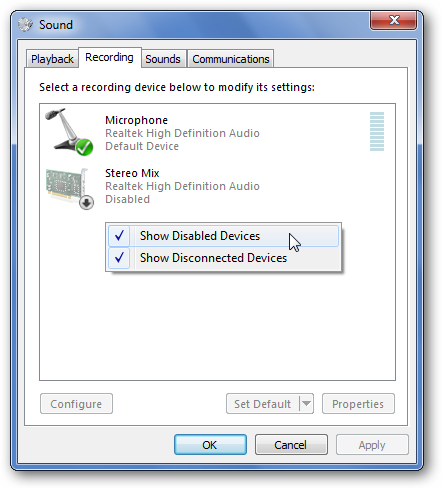 Sound
Playback Recording Sounds Communications
Select a recording device below to modify its settings:
Microphone
Realtek High Definition Audio
Default Device
Stereo Mix
Realtek High Definition Audio
Disabled
Show Disabled Devices
Show Disconnected Devices
Configure Set Default Properties
OK Cancel Apply